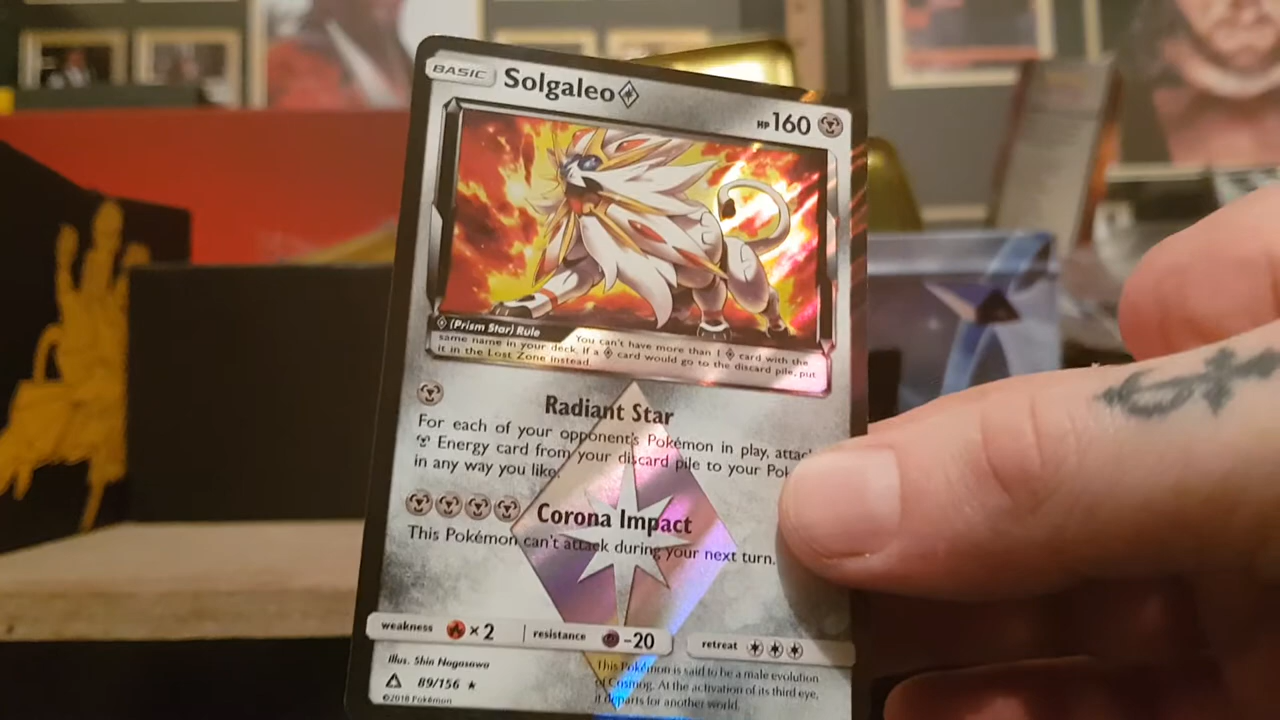 BASIC Solgaleo HP 160
(Prism Star) Rule You can't have more than 1 card with the
same name in your deck. If a card would go to the discard pile, put
it in the Lost Zone instead.
Radiant Star
For each of your opponent's Pokémon in play,
Energy card from your discard pile to your
in any way you like.
Corona Impact
This Pokémon can't attack during your next turn.
weakness ×2 resistance -20 retreat
Illus. Shin Nagasawa
89/156
©2018 Pokémon
This Pokémon is said to be a male evolution
of Cosmog. At the activation of its third eye,
it departs for another world.